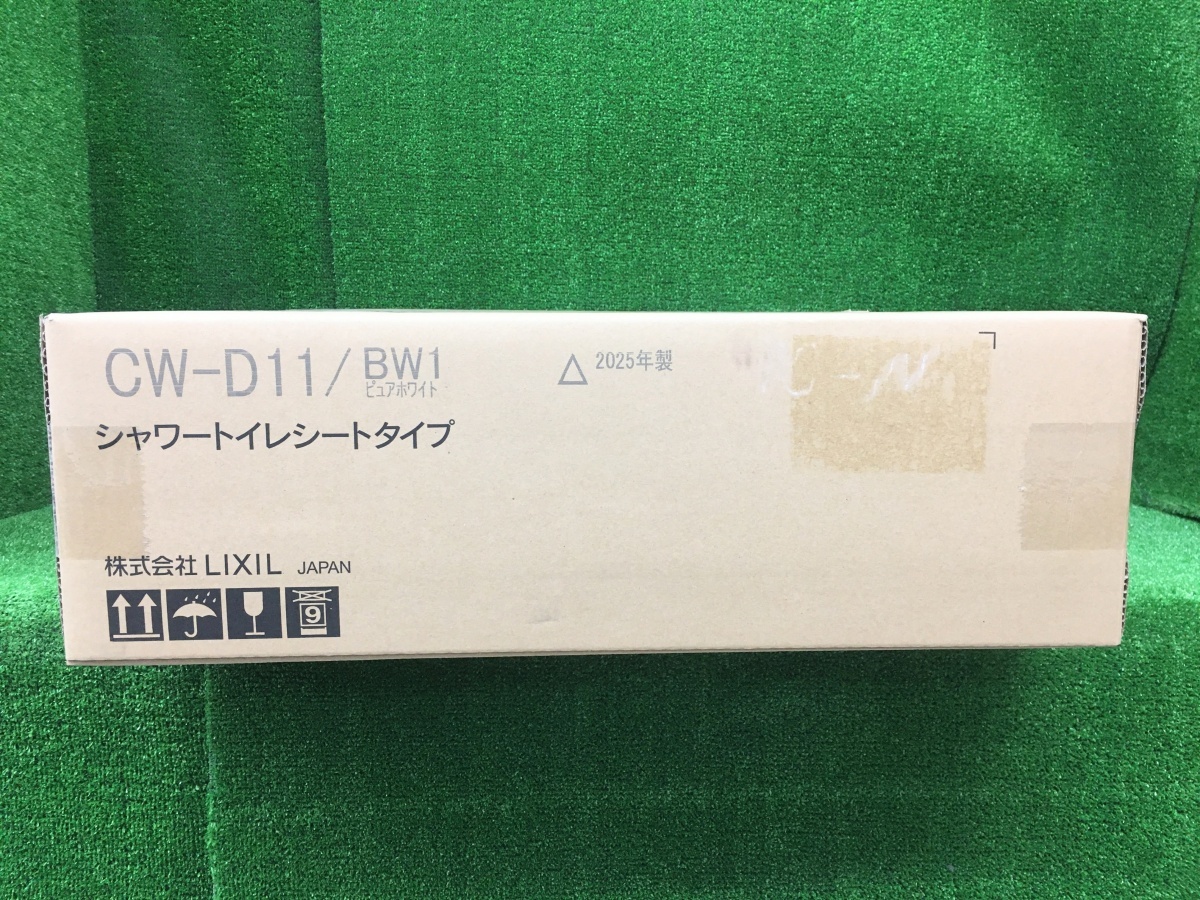 CW-D11/BW1
ピュアホワイト
△ 2025年製
シャワートイレシートタイプ
株式会社 LIXIL JAPAN
9